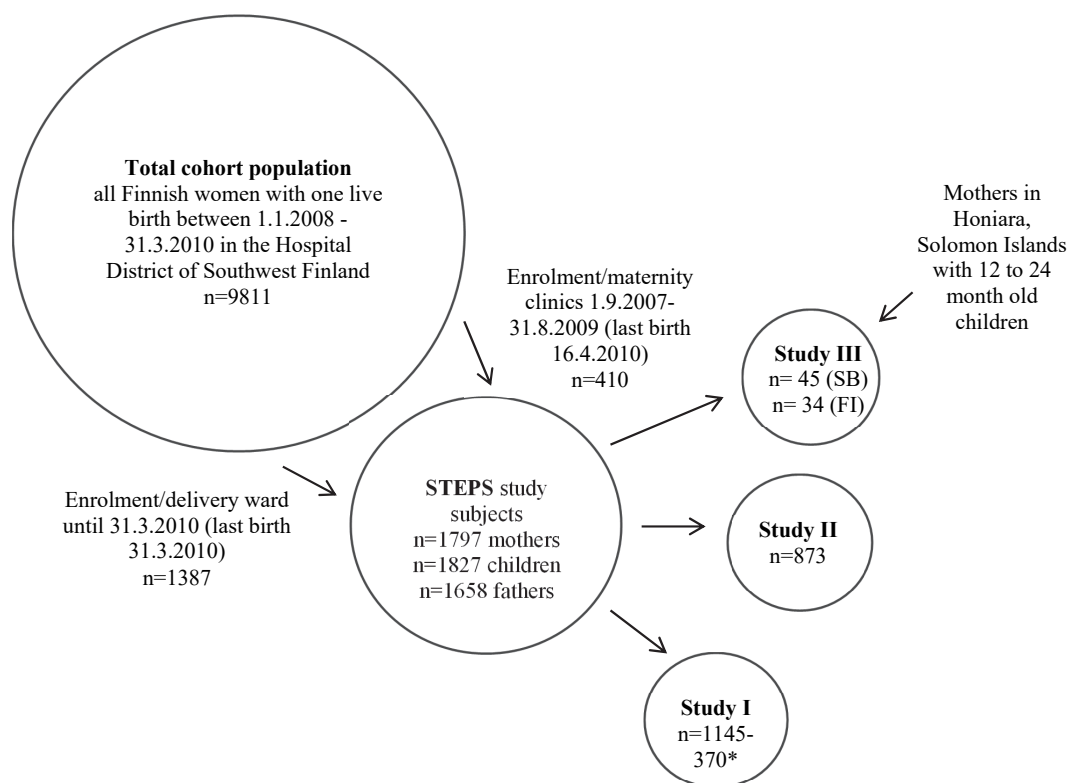 Total cohort population
all Finnish women with one live
birth between 1.1.2008 -
31.3.2010 in the Hospital
District of Southwest Finland
n=9811
Mothers in
Honiara,
Solomon Islands
with 12 to 24
month old
children
Enrolment/maternity
clinics 1.9.2007-
31.8.2009 (last birth
16.4.2010)
n=410
Study III
n= 45 (SB)
n= 34 (FI)
Enrolment/delivery ward
until 31.3.2010 (last birth
31.3.2010)
n=1387
STEPS study
subjects
n=1797 mothers
n=1827 children
n=1658 fathers
Study II
n=873
Study I
n=1145-
370*